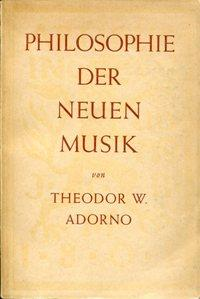 PHILOSOPHIE
DER
NEUEN
MUSIK
von
THEODOR W.
ADORNO